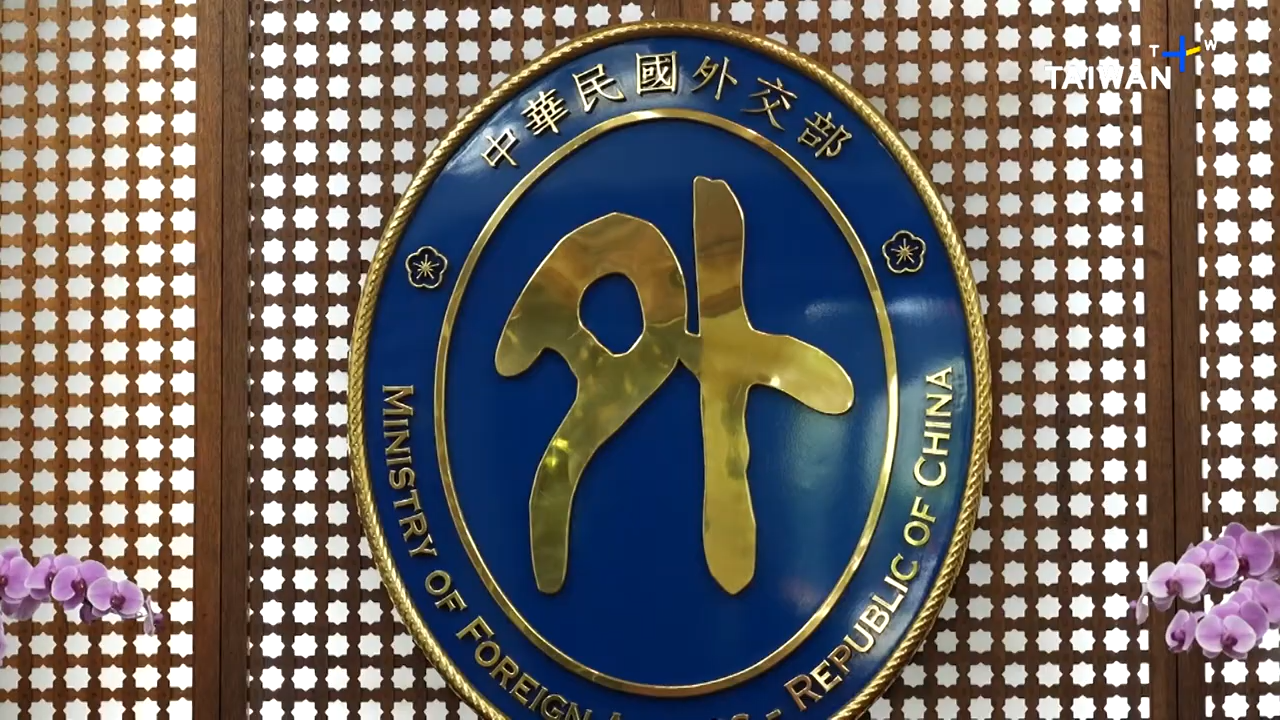 中華民國外交部
外
MINISTRY OF FOREIGN - REPUBLIC OF CHINA
T W
TAIWAN